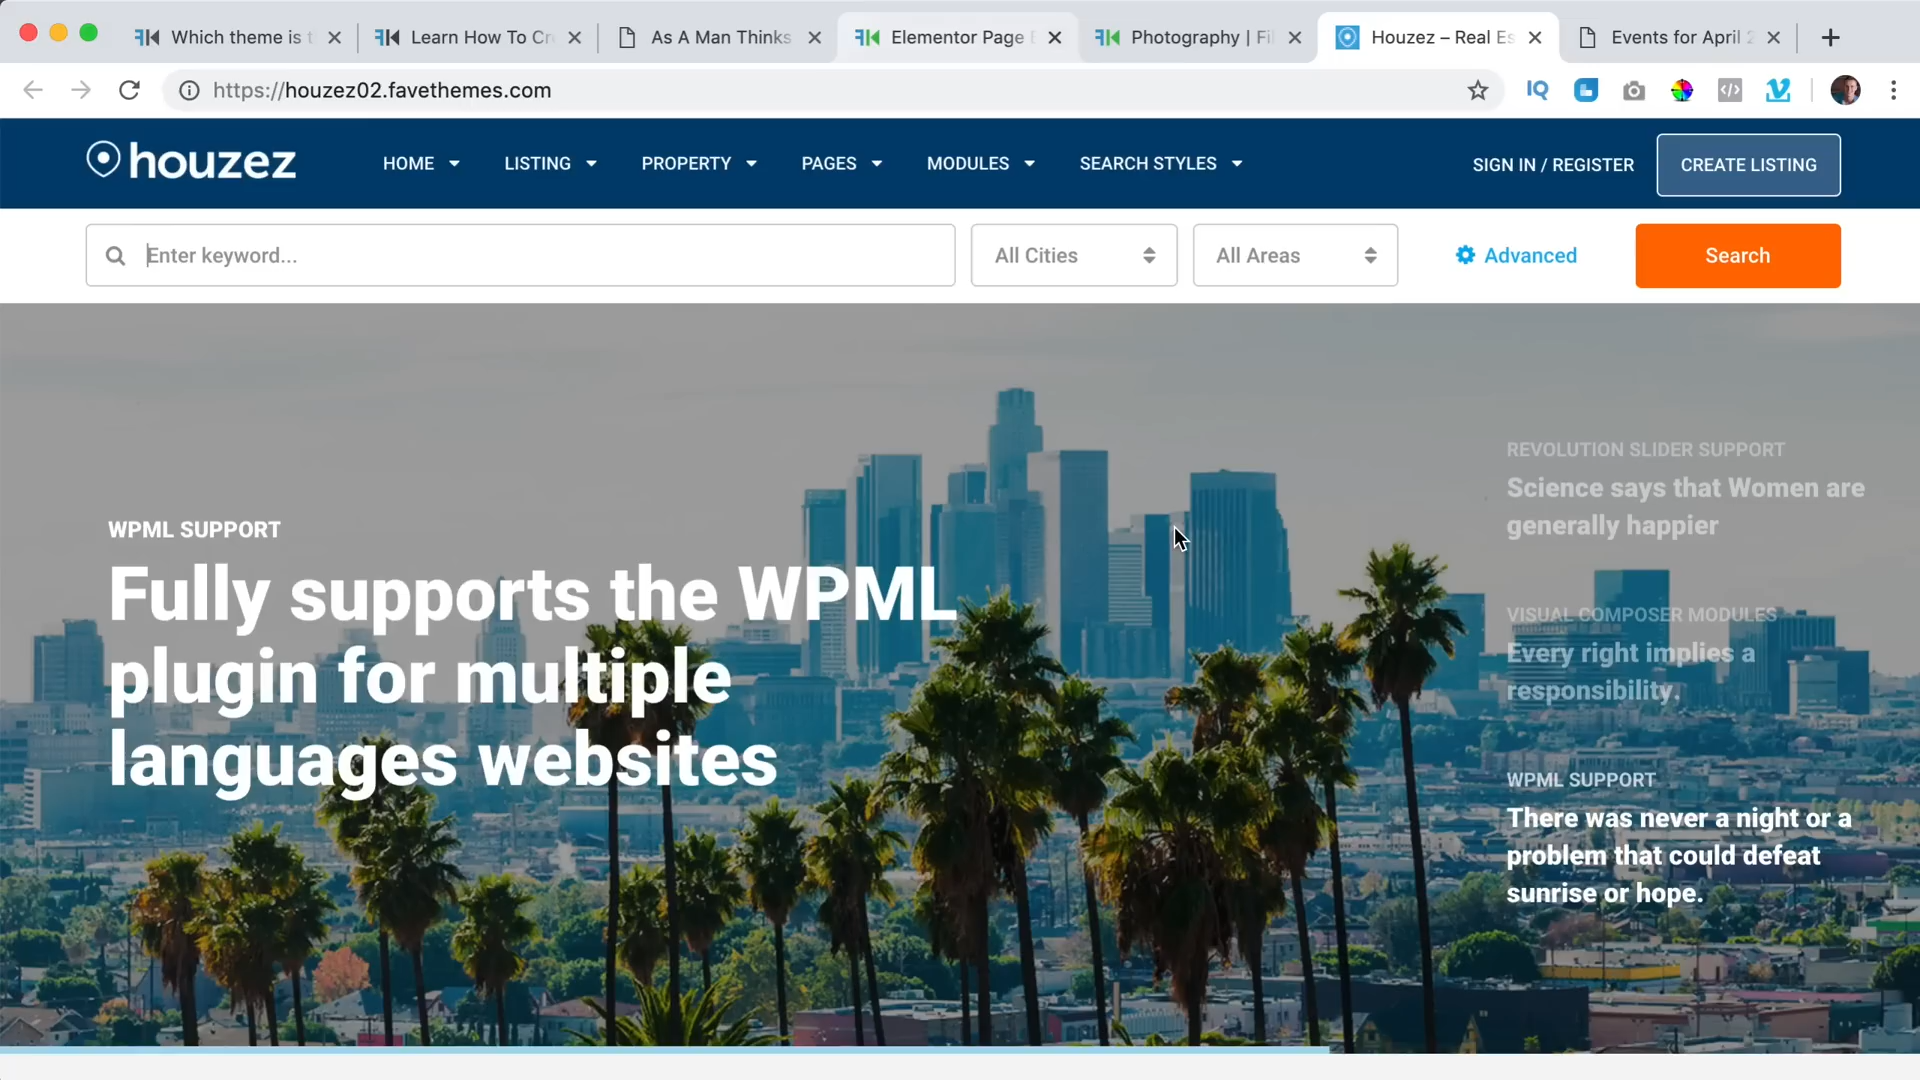 Which theme is t
Learn How To Cr
As A Man Thinks
Elementor Page
Photography | Fi
Houzez – Real Es
Events for April 2
https://houzez02.favethemes.com
IQ
houzez
HOME
LISTING
PROPERTY
PAGES
MODULES
SEARCH STYLES
SIGN IN / REGISTER
CREATE LISTING
Enter keyword...
All Cities
All Areas
Advanced
Search
WPML SUPPORT
Fully supports the WPML
plugin for multiple
languages websites
REVOLUTION SLIDER SUPPORT
Science says that Women are
generally happier
VISUAL COMPOSER MODULES
Every right implies a
responsibility.
WPML SUPPORT
There was never a night or a
problem that could defeat
sunrise or hope.